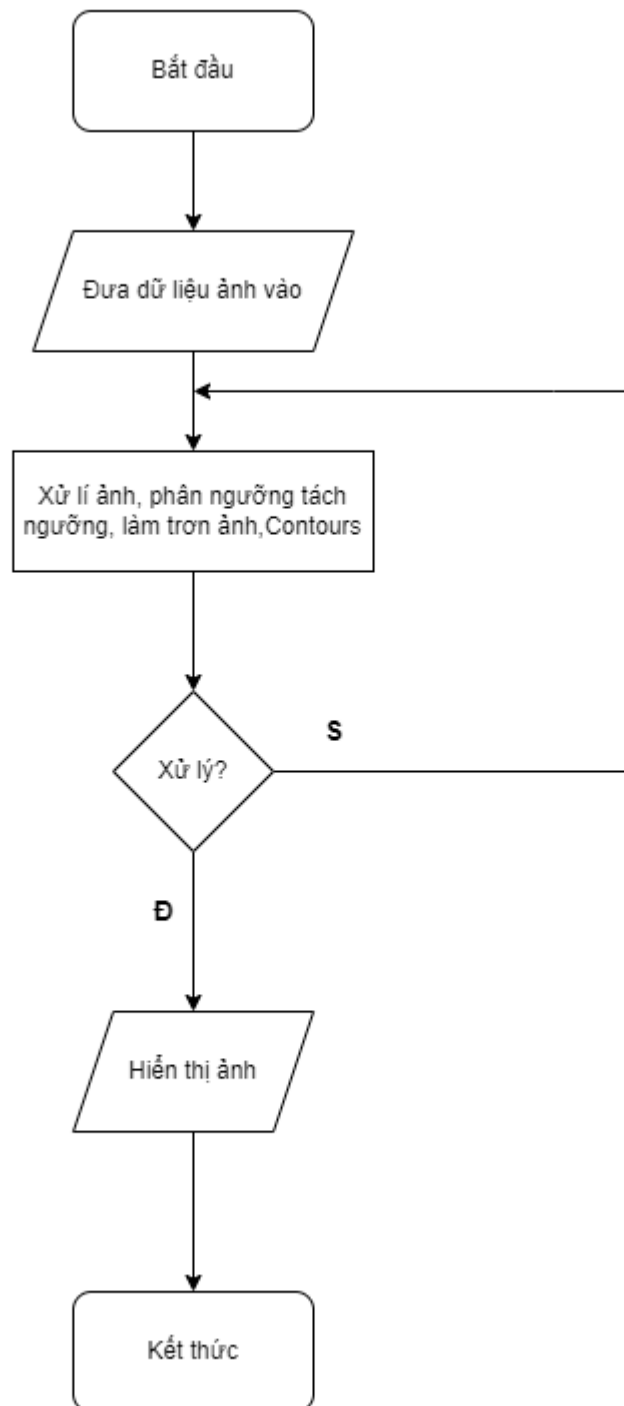 Bắt đầu
Đưa dữ liệu ảnh vào
Xử lí ảnh, phân ngưỡng tách
ngưỡng, làm trơn ảnh,Contours
S
Xử lý?
Đ
Hiển thị ảnh
Kết thức